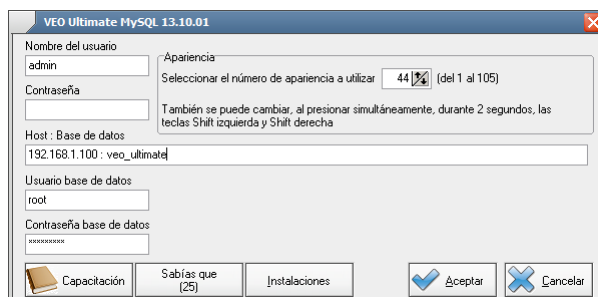 VEO Ultimate MySQL 13.10.01
Nombre del usuario
admin
Contraseña
Apariencia
Seleccionar el número de apariencia a utilizar 44 (del 1 al 105)
También se puede cambiar, al presionar simultáneamente, durante 2 segundos, las
teclas Shift izquierda y Shift derecha
Host : Base de datos
192.168.1.100 : veo_ultimate
Usuario base de datos
root
Contraseña base de datos
*********
Capacitación
Sabías que
(25)
Instalaciones
Aceptar
Cancelar